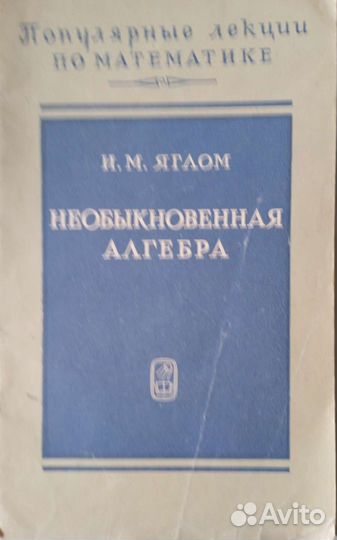 Популярные лекции
ПО МАТЕМАТИКЕ
И. М. ЯГЛОМ
НЕОБЫКНОВЕННАЯ
АЛГЕБРА
Avito